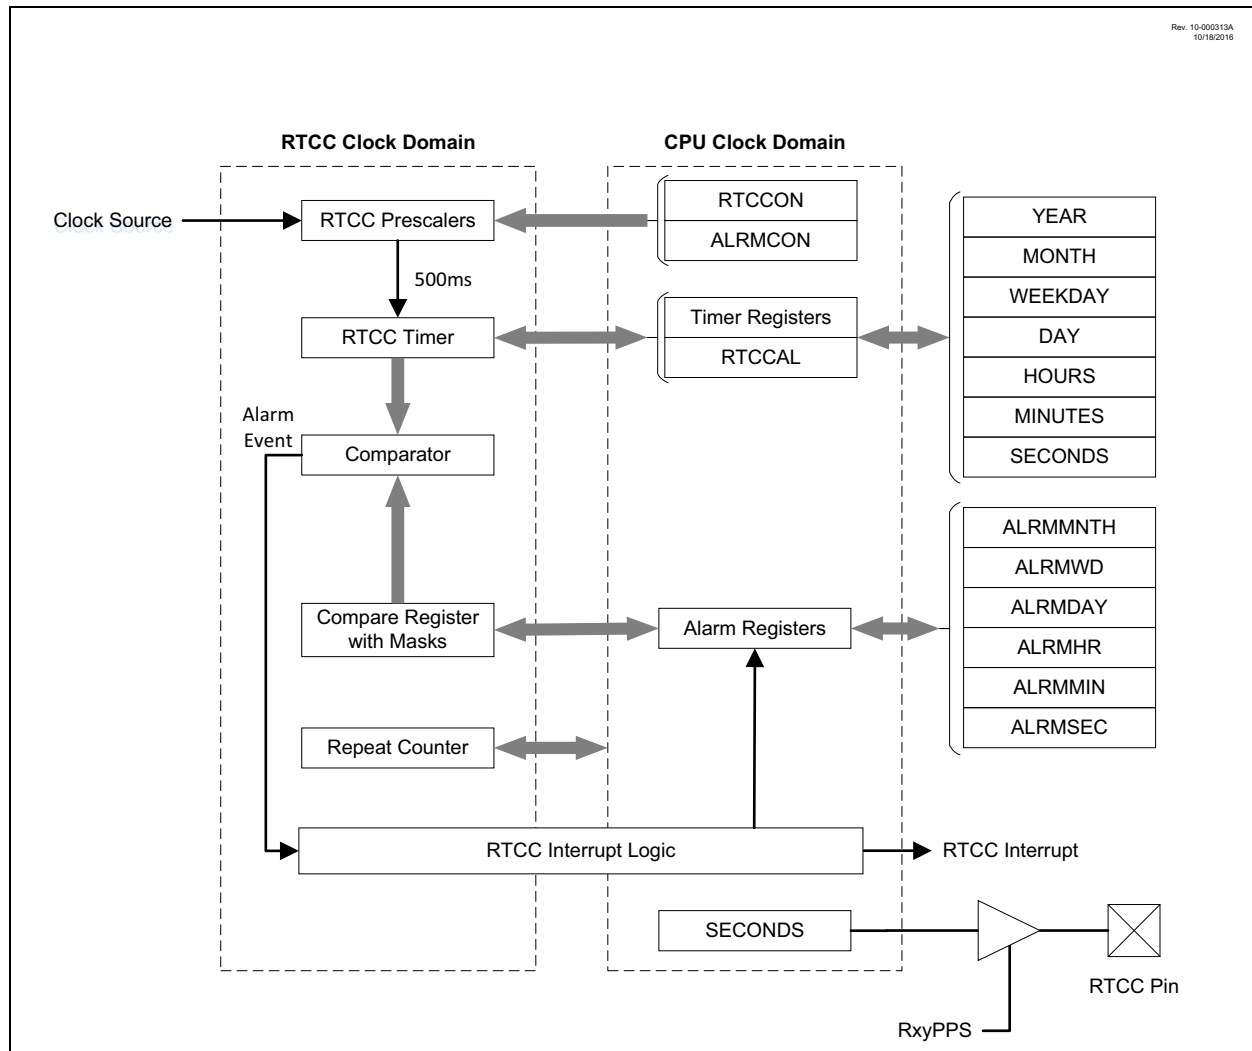 Rev. 10-000313A
10/18/2016
RTCC Clock Domain
CPU Clock Domain
Clock Source
RTCC Prescalers
RTCCON
ALRMCON
500ms
RTCC Timer
Timer Registers
RTCCAL
YEAR
MONTH
WEEKDAY
DAY
HOURS
MINUTES
SECONDS
Alarm
Event
Comparator
Compare Register
with Masks
Alarm Registers
ALRMMNTH
ALRMWD
ALRMDAY
ALRMHR
ALRMMIN
ALRMSEC
Repeat Counter
RTCC Interrupt Logic
RTCC Interrupt
SECONDS
RTCC Pin
RxyPPS